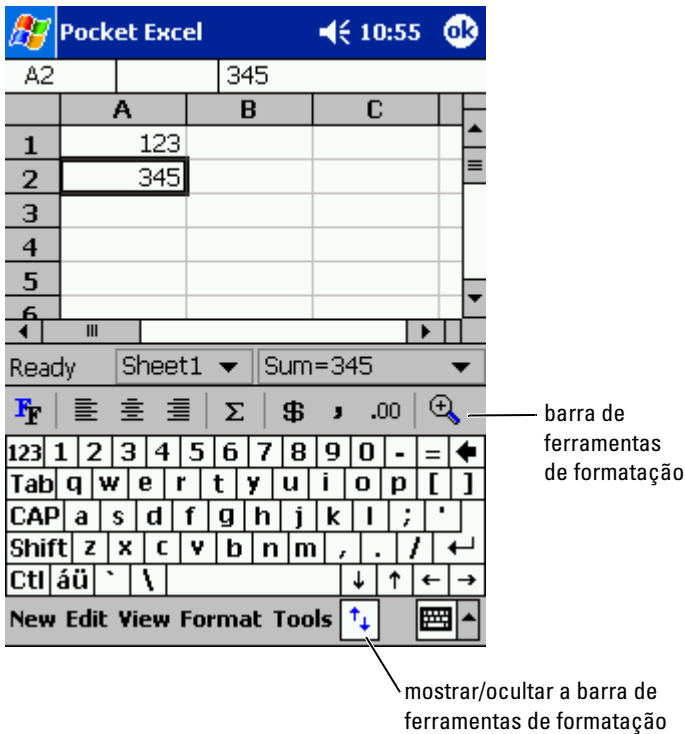 Pocket Excel 10:55 ok
A2 345
A B C
1 123
2 345
3
4
5
6
Ready Sheet1 Sum=345
FF Σ $ , .00
barra de
ferramentas
de formatação
123 1 2 3 4 5 6 7 8 9 0 - = 
Tab q w e r t y u i o p [ ]
CAP a s d f g h j k l ; '
Shift z x c v b n m , . / ↵
Ctl áü ` \ ↓ ↑ ← →
New Edit View Format Tools
mostrar/ocultar a barra de
ferramentas de formatação